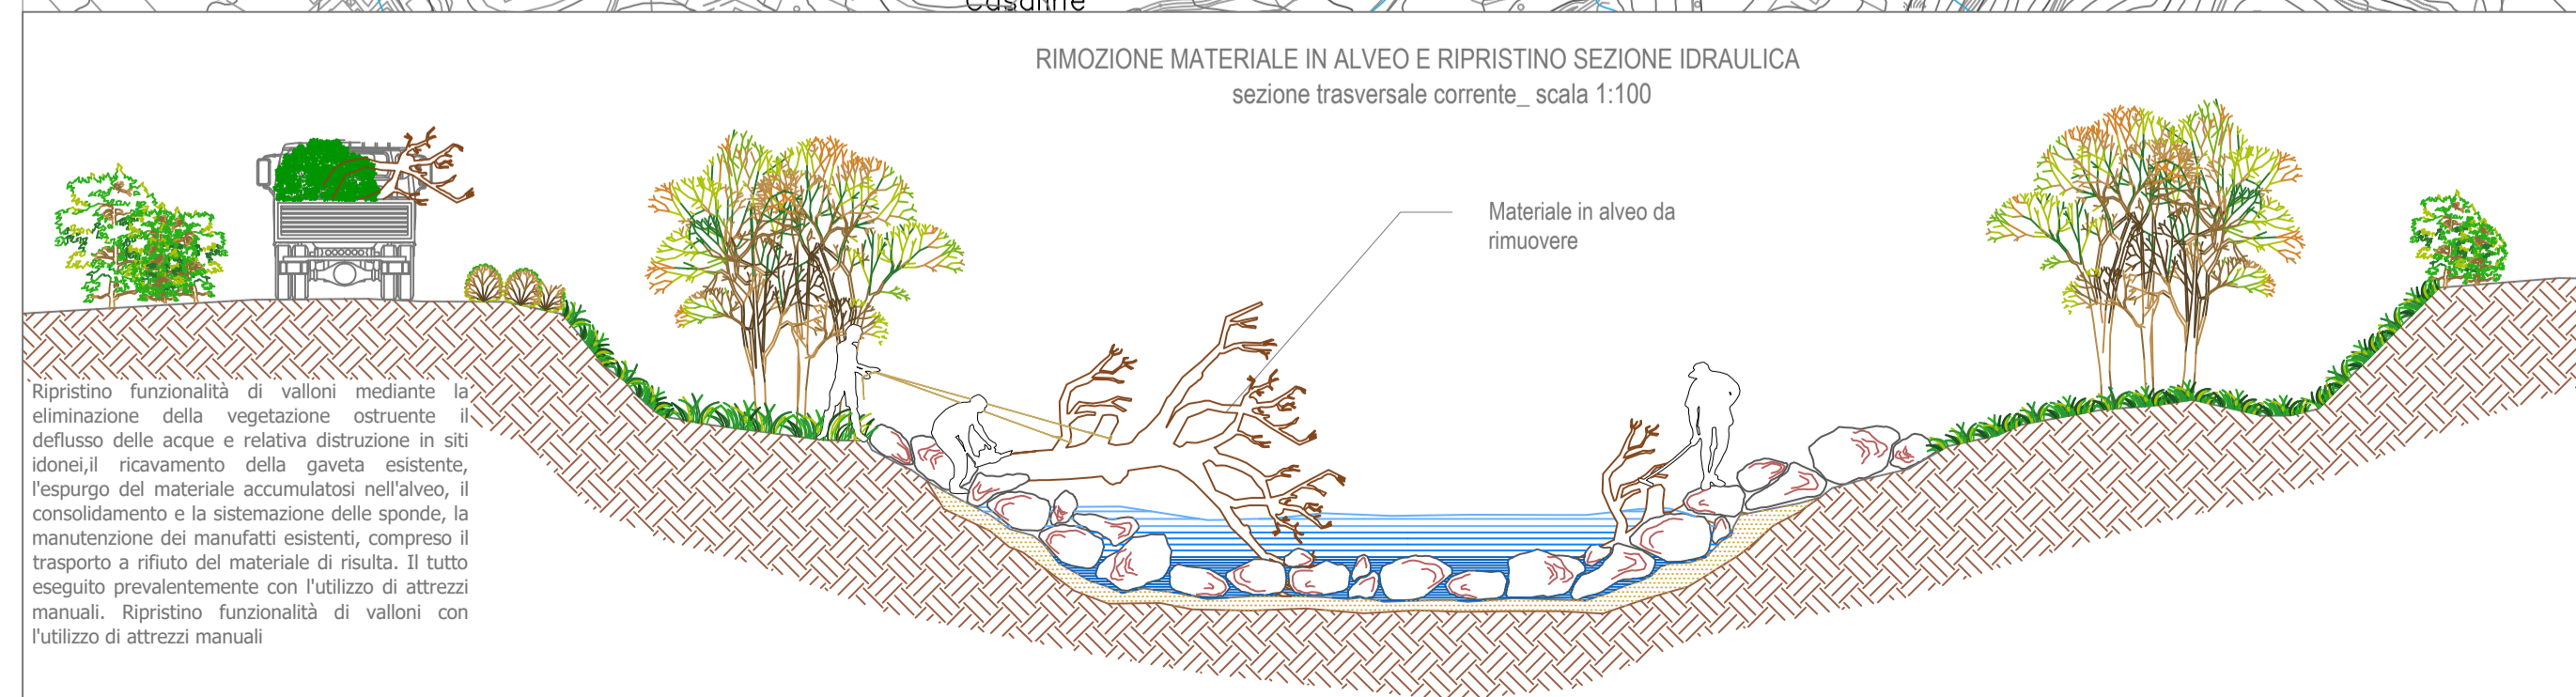 Casanite
RIMOZIONE MATERIALE IN ALVEO E RIPRISTINO SEZIONE IDRAULICA
sezione trasversale corrente_ scala 1:100
Materiale in alveo da
rimuovere
Ripristino funzionalità di valloni mediante la
eliminazione della vegetazione ostruente il
deflusso delle acque e relativa distruzione in siti
idonei,il ricavamento della gaveta esistente,
l'espurgo del materiale accumulatosi nell'alveo, il
consolidamento e la sistemazione delle sponde, la
manutenzione dei manufatti esistenti, compreso il
trasporto a rifiuto del materiale di risulta. Il tutto
eseguito prevalentemente con l'utilizzo di attrezzi
manuali. Ripristino funzionalità di valloni con
l'utilizzo di attrezzi manuali